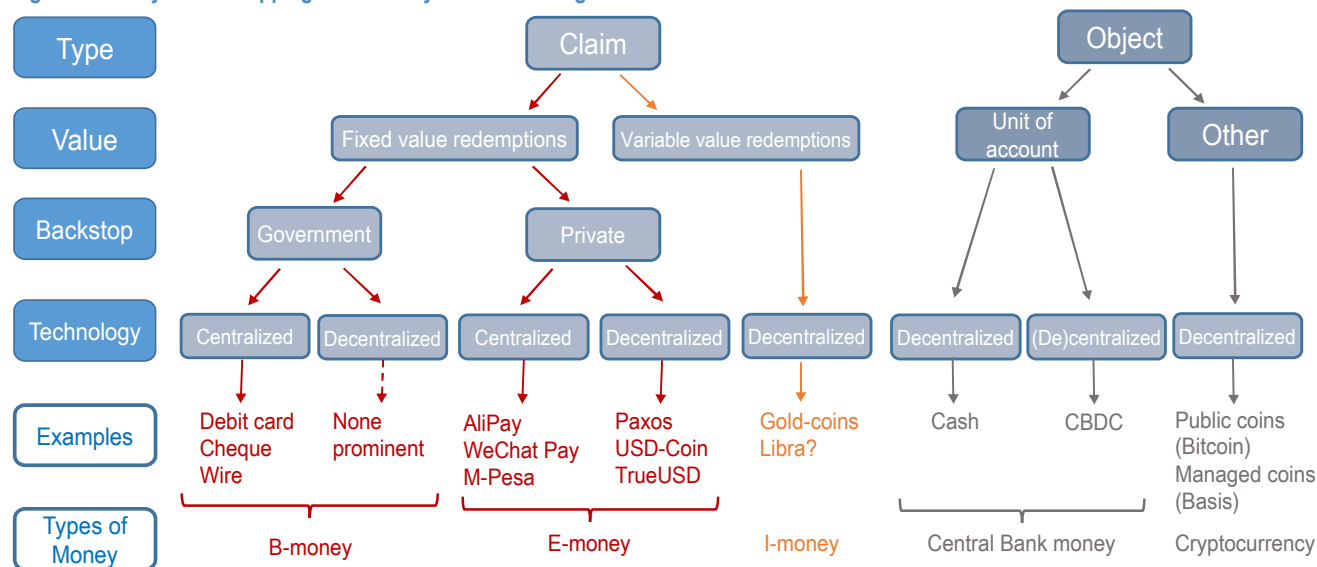 Type
Claim
Object
Value
Fixed value redemptions
Variable value redemptions
Unit of
account
Other
Backstop
Government
Private
Technology
Centralized
Decentralized
Centralized
Decentralized
Decentralized
Decentralized
(De)centralized
Decentralized
Examples
Debit card
Cheque
Wire
None
prominent
AliPay
WeChat Pay
M-Pesa
Paxos
USD-Coin
TrueUSD
Gold-coins
Libra?
Cash
CBDC
Public coins
(Bitcoin)
Managed coins
(Basis)
Types of
Money
B-money
E-money
I-money
Central Bank money
Cryptocurrency